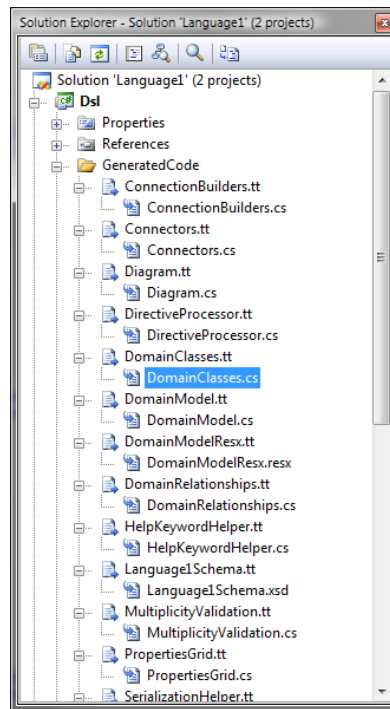 Solution Explorer - Solution 'Language1' (2 projects)
Solution 'Language1' (2 projects)
Dsl
Properties
References
GeneratedCode
ConnectionBuilders.tt
ConnectionBuilders.cs
Connectors.tt
Connectors.cs
Diagram.tt
Diagram.cs
DirectiveProcessor.tt
DirectiveProcessor.cs
DomainClasses.tt
DomainClasses.cs
DomainModel.tt
DomainModel.cs
DomainModelResx.tt
DomainModelResx.resx
DomainRelationships.tt
DomainRelationships.cs
HelpKeywordHelper.tt
HelpKeywordHelper.cs
Language1Schema.tt
Language1Schema.xsd
MultiplicityValidation.tt
MultiplicityValidation.cs
PropertiesGrid.tt
PropertiesGrid.cs
SerializationHelper.tt